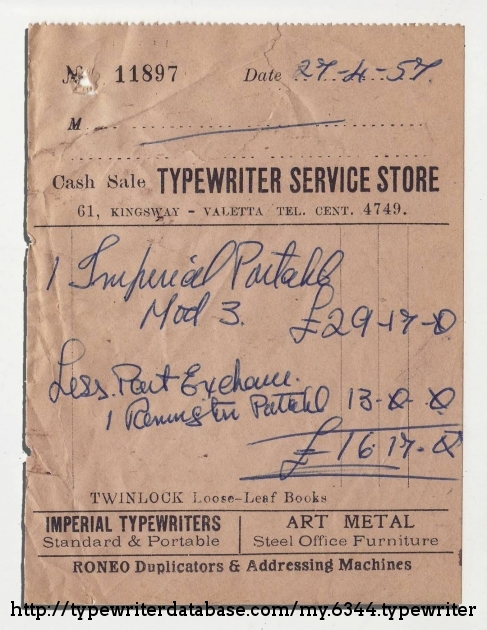 No 11897 Date 27-4-57
M
Cash Sale TYPEWRITER SERVICE STORE
61, KINGSWAY - VALETTA TEL. CENT. 4749.
1 Imperial Portable
Mod 3. £29-17-0
Less Part Exchance.
1 Remington Portable 13-0-0
£16.17-0
TWINLOCK Loose-Leaf Books
IMPERIAL TYPEWRITERS ART METAL
Standard & Portable Steel Office Furniture
RONEO Duplicators & Addressing Machines
http://typewriterdatabase.com/my.6344.typewriter